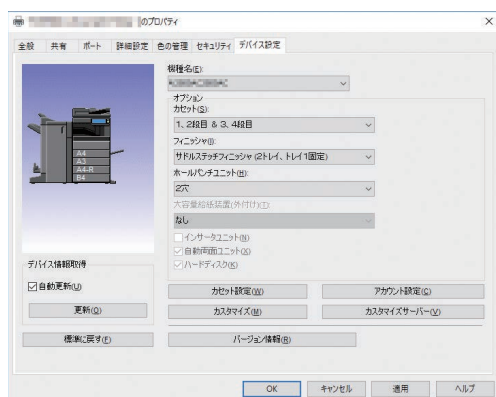 のプロパティ
全般 共有 ポート 詳細設定 色の管理 セキュリティ デバイス設定
機種名(E):
オプション
カセット(S):
1、2段目 & 3、4段目
フィニッシャ(I):
サドルステッチフィニッシャ (2トレイ、トレイ1固定)
ホールパンチユニット(H):
2穴
大容量給紙装置(外付け)(T):
なし
インサータユニット(N)
自動両面ユニット(X)
ハードディスク(K)
A4
A3
A4-R
B4
デバイス情報取得
自動更新(U)
更新(O)
カセット設定(W) アカウント設定(C)
カスタマイズ(M) カスタマイズサーバー(V)
標準に戻す(F) バージョン情報(R)
OK キャンセル 適用 ヘルプ